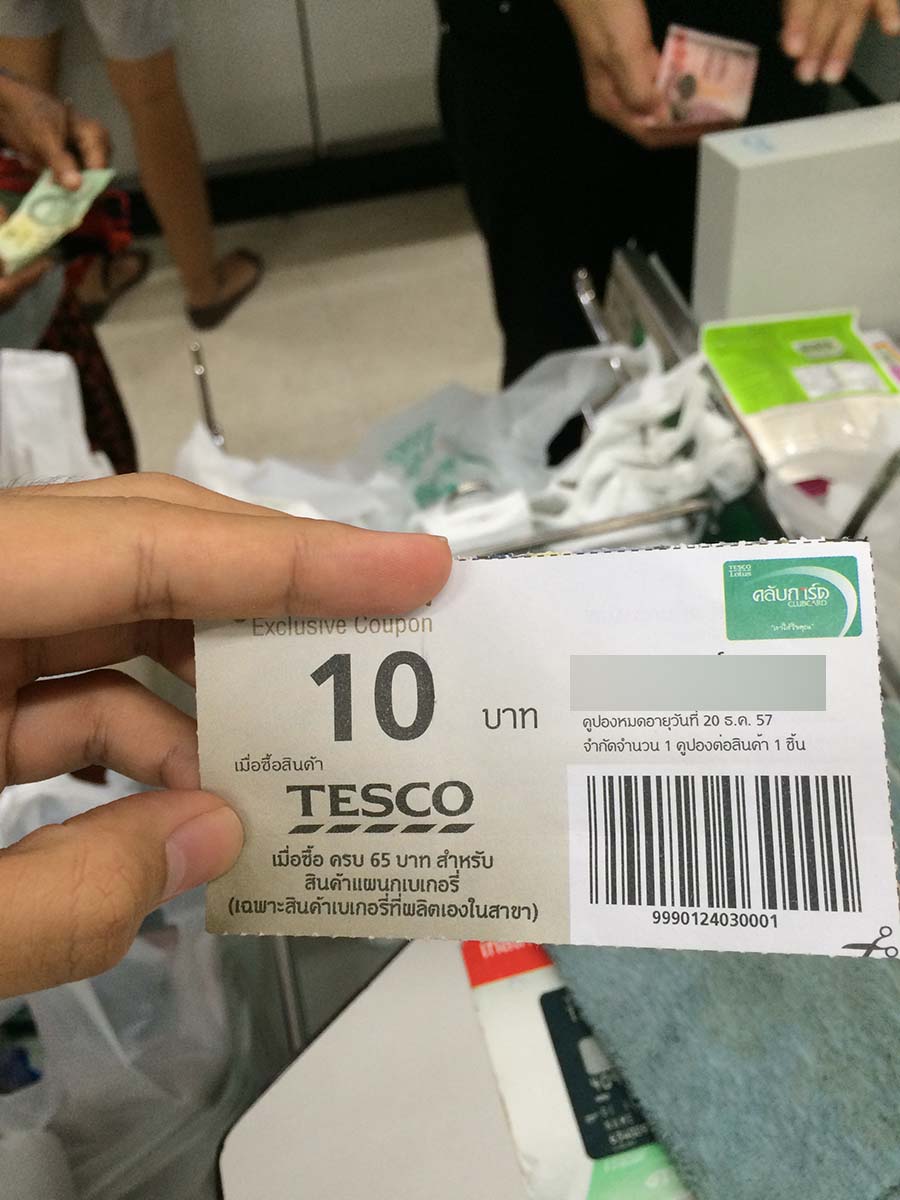 Exclusive Coupon
10 บาท
เมื่อซื้อสินค้า
TESCO
เมื่อซื้อ ครบ 65 บาท สำหรับ
สินค้าแผนกเบเกอรี่
(เฉพาะสินค้าเบเกอรี่ที่ผลิตเองในสาขา)
TESCO
Lotus
คลับการ์ด
CLUBCARD
คูปองหมดอายุวันที่ 20 ธ.ค. 57
จำกัดจำนวน 1 คูปองต่อสินค้า 1 ชิ้น
9990124030001